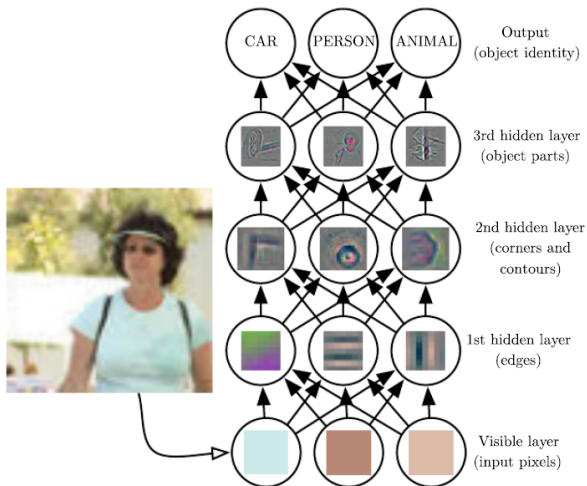 CAR
PERSON
ANIMAL
Output
(object identity)
3rd hidden layer
(object parts)
2nd hidden layer
(corners and
contours)
1st hidden layer
(edges)
Visible layer
(input pixels)